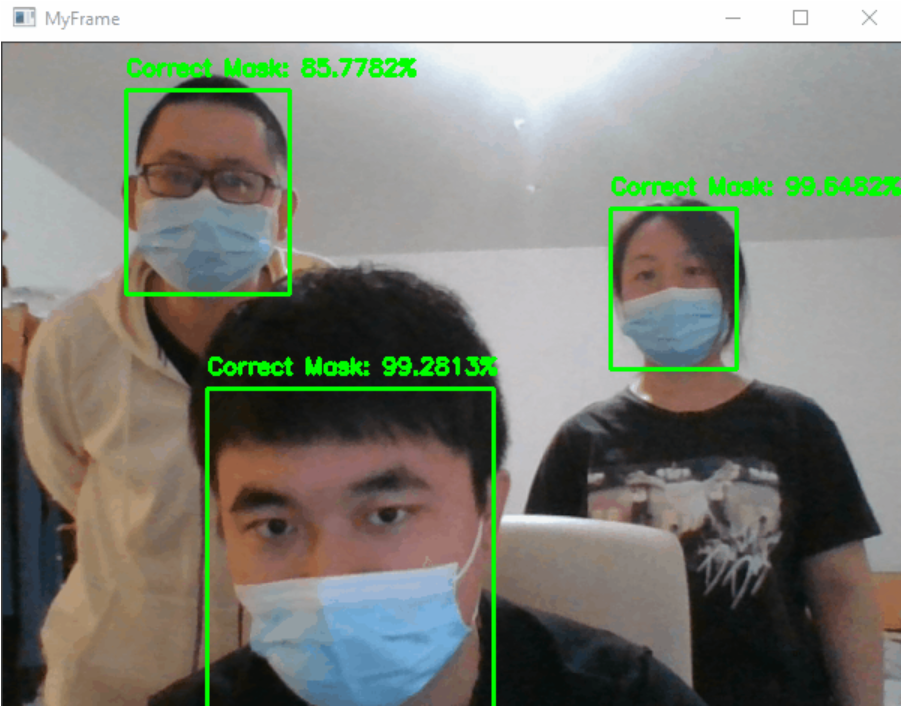 MyFrame
Correct Mask: 85.7782%
Correct Mask: 99.6482%
Correct Mask: 99.2813%